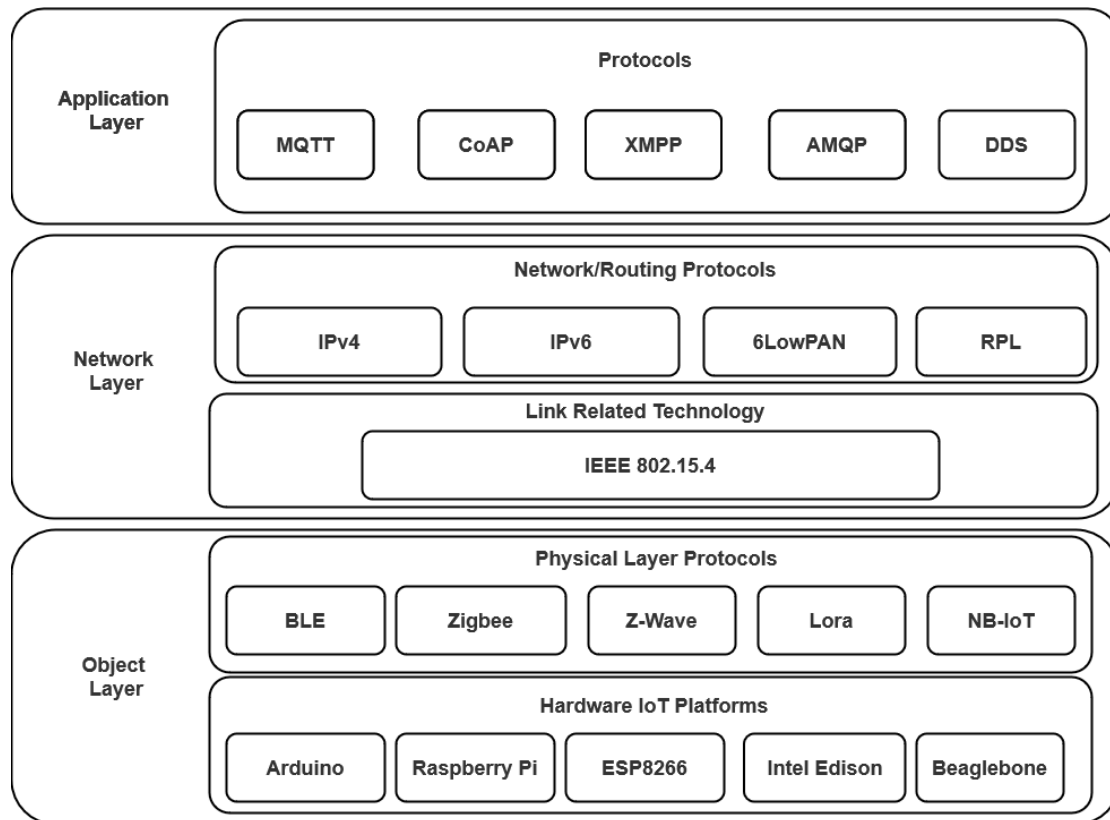 Protocols
Application
Layer
MQTT
CoAP
XMPP
AMQP
DDS
Network/Routing Protocols
IPv4
IPv6
6LowPAN
RPL
Network
Layer
Link Related Technology
IEEE 802.15.4
Physical Layer Protocols
BLE
Zigbee
Z-Wave
Lora
NB-IoT
Object
Layer
Hardware IoT Platforms
Arduino
Raspberry Pi
ESP8266
Intel Edison
Beaglebone